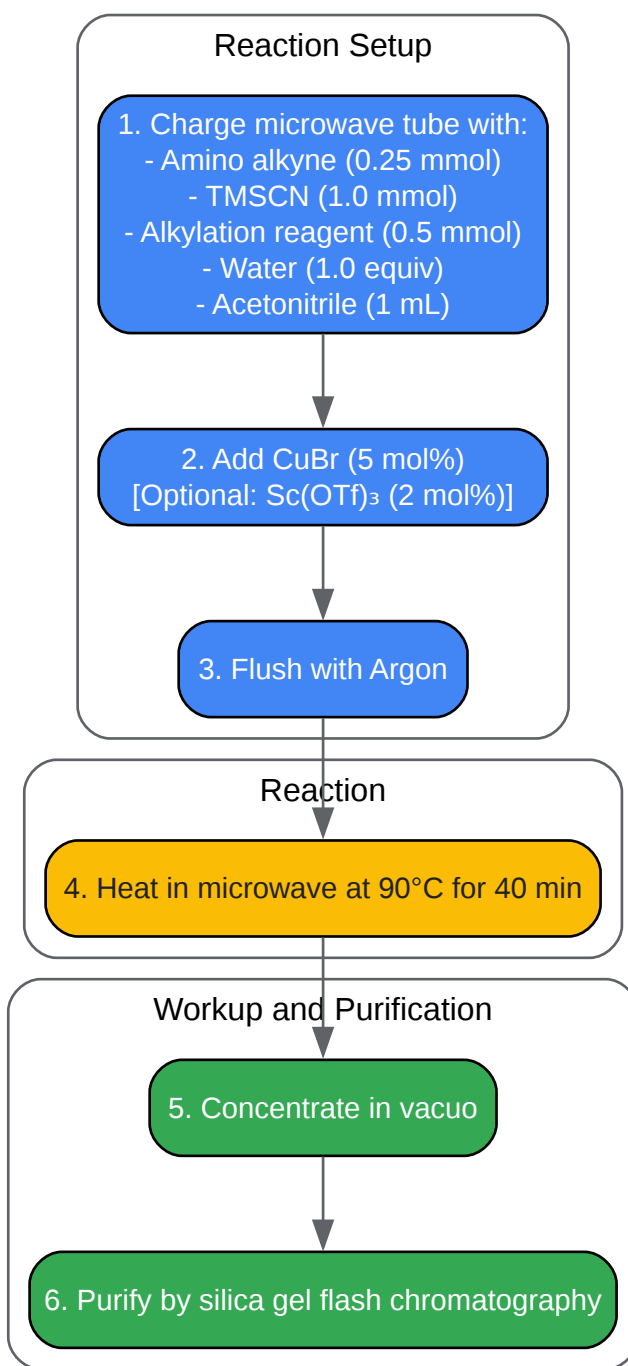 Reaction Setup
1. Charge microwave tube with:
- Amino alkyne (0.25 mmol)
- TMSCN (1.0 mmol)
- Alkylation reagent (0.5 mmol)
- Water (1.0 equiv)
- Acetonitrile (1 mL)
2. Add CuBr (5 mol%)
[Optional: Sc(OTf)₃ (2 mol%)]
3. Flush with Argon
Reaction
4. Heat in microwave at 90°C for 40 min
Workup and Purification
5. Concentrate in vacuo
6. Purify by silica gel flash chromatography